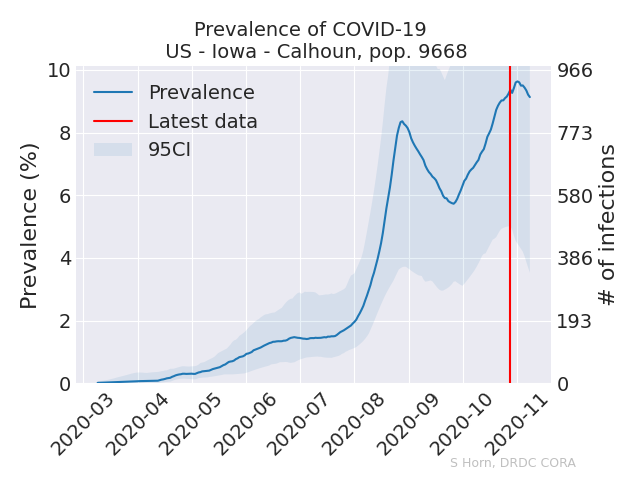 Prevalence of COVID-19
US - Iowa - Calhoun, pop. 9668
Prevalence (%)
10
8
6
4
2
0
Prevalence
Latest data
95CI
966
773
580
386
193
0
# of infections
2020-03
2020-04
2020-05
2020-06
2020-07
2020-08
2020-09
2020-10
2020-11
S Horn, DRDC CORA